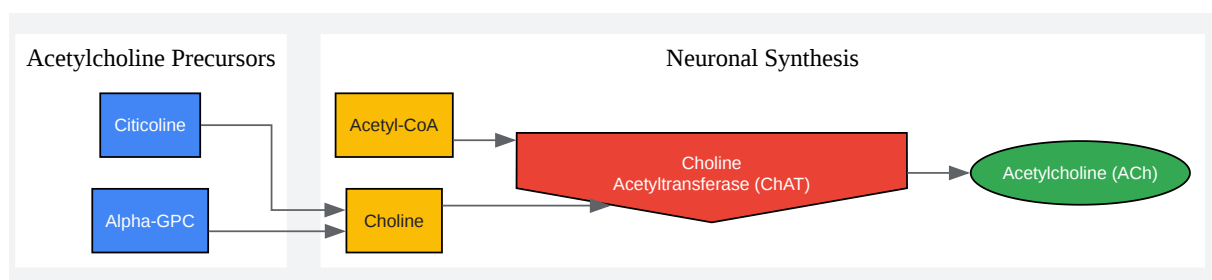 Acetylcholine Precursors
Neuronal Synthesis
Citicoline
Alpha-GPC
Acetyl-CoA
Choline
Choline
Acetyltransferase (ChAT)
Acetylcholine (ACh)